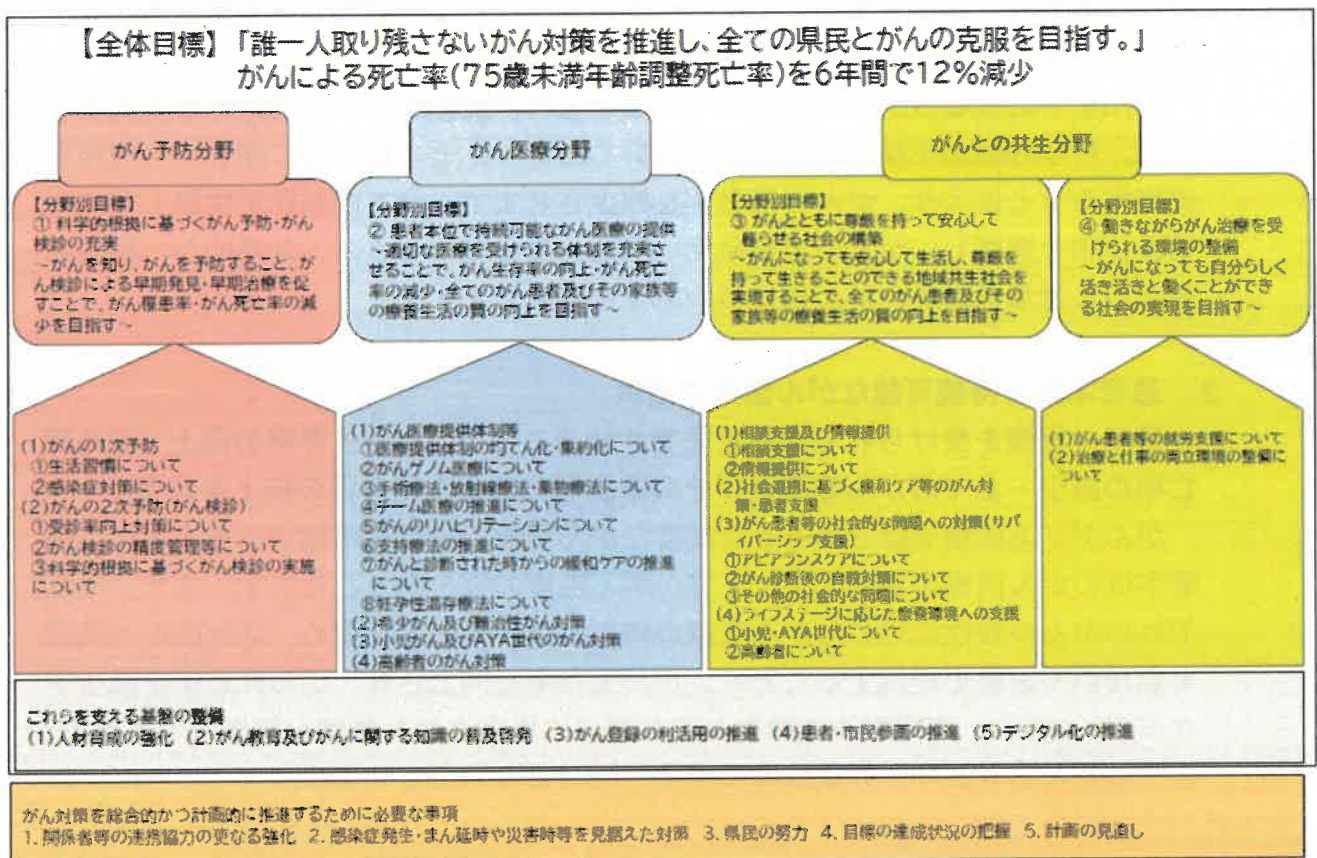 【全体目標】「誰一人取り残さないがん対策を推進し、全ての県民とがんの克服を目指す。」
がんによる死亡率(75歳未満年齢調整死亡率)を6年間で12%減少
がん予防分野
【分野別目標】
① 科学的根拠に基づくがん予防・がん
検診の充実
~がんを知り、がんを予防すること、が
ん検診による早期発見・早期治療を促
すことで、がん罹患率・がん死亡率の減
少を目指す~
(1)がんの1次予防
①生活習慣について
②感染症対策について
(2)がんの2次予防(がん検診)
①受診率向上対策について
②がん検診の精度管理等について
③科学的根拠に基づくがん検診の実施
について
がん医療分野
【分野別目標】
② 患者本位で持続可能ながん医療の提供
~適切な医療を受けられる体制を充実さ
せることで、がん生存率の向上・がん死亡
率の減少・全てのがん患者及びその家族等
の療養生活の質の向上を目指す~
(1)がん医療提供体制等
①医療提供体制の均てん化・集約化について
②がんゲノム医療について
③手術療法・放射線療法・薬物療法について
④チーム医療の推進について
⑤がんのリハビリテーションについて
⑥支持療法の推進について
⑦がんと診断された時からの緩和ケアの推進
について
⑧妊孕性温存療法について
(2)希少がん及び難治性がん対策
(3)小児がん及びAYA世代のがん対策
(4)高齢者のがん対策
がんとの共生分野
【分野別目標】
③ がんとともに尊厳を持って安心して
暮らせる社会の構築
~がんになっても安心して生活し、尊厳
を持って生きることのできる地域共生社会を
実現することで、全てのがん患者及びその
家族等の療養生活の質の向上を目指す~
(1)相談支援及び情報提供
①相談支援について
②情報提供について
(2)社会連携に基づく緩和ケア等のがん対
策・患者支援
(3)がん患者等の社会的な問題への対策(サバ
イバーシップ支援)
①アピアランスケアについて
②がん診断後の自殺対策について
③その他の社会的な問題について
(4)ライフステージに応じた療養環境への支援
①小児・AYA世代について
②高齢者について
【分野別目標】
④ 働きながらがん治療を受
けられる環境の整備
~がんになっても自分らしく
活き活きと働くことができ
る社会の実現を目指す~
(1)がん患者等の就労支援について
(2)治療と仕事の両立環境の整備に
ついて
これらを支える基盤の整備
(1)人材育成の強化 (2)がん教育及びがんに関する知識の普及啓発 (3)がん登録の利活用の推進 (4)患者・市民参画の推進 (5)デジタル化の推進
がん対策を総合的かつ計画的に推進するために必要な事項
1. 関係者等の連携協力の更なる強化 2. 感染症発生・まん延時や災害時等を見据えた対策 3. 県民の努力 4. 目標の達成状況の把握 5. 計画の見直し